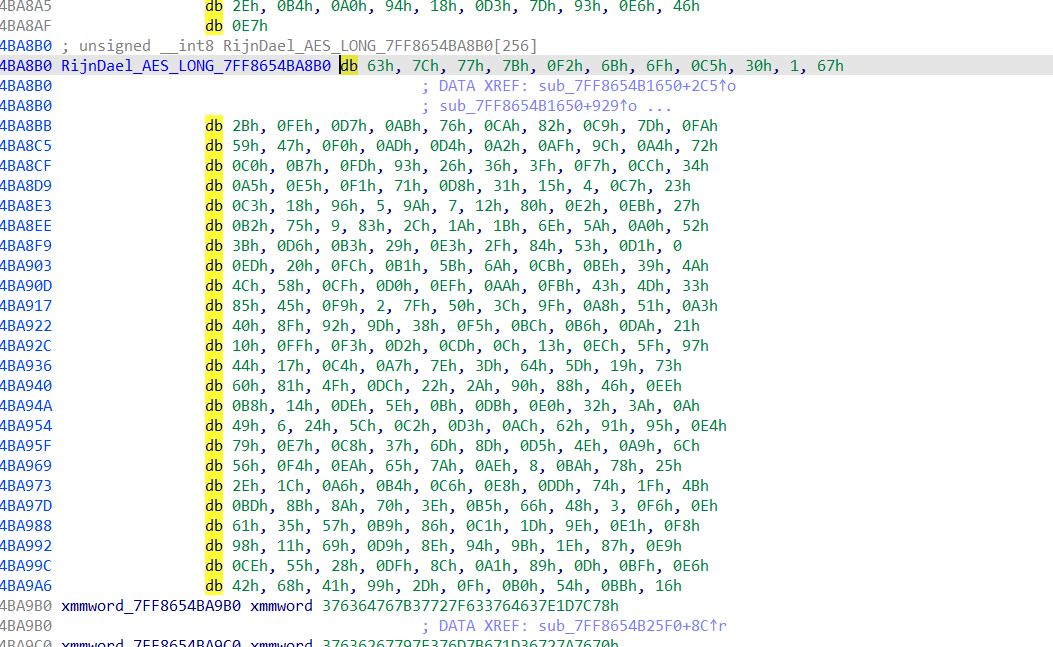 4BA8A5 db 2Eh, 0B4h, 0A0h, 94h, 18h, 0D3h, 7Dh, 93h, 0E6h, 46h
4BA8AF db 0E7h
4BA8B0 ; unsigned __int8 RijnDael_AES_LONG_7FF8654BA8B0[256]
4BA8B0 RijnDael_AES_LONG_7FF8654BA8B0 db 63h, 7Ch, 77h, 7Bh, 0F2h, 6Bh, 6Fh, 0C5h, 30h, 1, 67h
4BA8B0 ; DATA XREF: sub_7FF8654B1650+2C5↑o
4BA8B0 ; sub_7FF8654B1650+929↑o ...
4BA8BB db 2Bh, 0FEh, 0D7h, 0ABh, 76h, 0CAh, 82h, 0C9h, 7Dh, 0FAh
4BA8C5 db 59h, 47h, 0F0h, 0ADh, 0D4h, 0A2h, 0AFh, 9Ch, 0A4h, 72h
4BA8CF db 0C0h, 0B7h, 0FDh, 93h, 26h, 36h, 3Fh, 0F7h, 0CCh, 34h
4BA8D9 db 0A5h, 0E5h, 0F1h, 71h, 0D8h, 31h, 15h, 4, 0C7h, 23h
4BA8E3 db 0C3h, 18h, 96h, 5, 9Ah, 7, 12h, 80h, 0E2h, 0EBh, 27h
4BA8EE db 0B2h, 75h, 9, 83h, 2Ch, 1Ah, 1Bh, 6Eh, 5Ah, 0A0h, 52h
4BA8F9 db 3Bh, 0D6h, 0B3h, 29h, 0E3h, 2Fh, 84h, 53h, 0D1h, 0
4BA903 db 0EDh, 20h, 0FCh, 0B1h, 5Bh, 6Ah, 0CBh, 0BEh, 39h, 4Ah
4BA90D db 4Ch, 58h, 0CFh, 0D0h, 0EFh, 0AAh, 0FBh, 43h, 4Dh, 33h
4BA917 db 85h, 45h, 0F9h, 2, 7Fh, 50h, 3Ch, 9Fh, 0A8h, 51h, 0A3h
4BA922 db 40h, 8Fh, 92h, 9Dh, 38h, 0F5h, 0BCh, 0B6h, 0DAh, 21h
4BA92C db 10h, 0FFh, 0F3h, 0D2h, 0CDh, 0Ch, 13h, 0ECh, 5Fh, 97h
4BA936 db 44h, 17h, 0C4h, 0A7h, 7Eh, 3Dh, 64h, 5Dh, 19h, 73h
4BA940 db 60h, 81h, 4Fh, 0DCh, 22h, 2Ah, 90h, 88h, 46h, 0EEh
4BA94A db 0B8h, 14h, 0DEh, 5Eh, 0Bh, 0DBh, 0E0h, 32h, 3Ah, 0Ah
4BA954 db 49h, 6, 24h, 5Ch, 0C2h, 0D3h, 0ACh, 62h, 91h, 95h, 0E4h
4BA95F db 79h, 0E7h, 0C8h, 37h, 6Dh, 8Dh, 0D5h, 4Eh, 0A9h, 6Ch
4BA969 db 56h, 0F4h, 0EAh, 65h, 7Ah, 0AEh, 8, 0BAh, 78h, 25h
4BA973 db 2Eh, 1Ch, 0A6h, 0B4h, 0C6h, 0E8h, 0DDh, 74h, 1Fh, 4Bh
4BA97D db 0BDh, 8Bh, 8Ah, 70h, 3Eh, 0B5h, 66h, 48h, 3, 0F6h, 0Eh
4BA988 db 61h, 35h, 57h, 0B9h, 86h, 0C1h, 1Dh, 9Eh, 0E1h, 0F8h
4BA992 db 98h, 11h, 69h, 0D9h, 8Eh, 94h, 9Bh, 1Eh, 87h, 0E9h
4BA99C db 0CEh, 55h, 28h, 0DFh, 8Ch, 0A1h, 89h, 0Dh, 0BFh, 0E6h
4BA9A6 db 42h, 68h, 41h, 99h, 2Dh, 0Fh, 0B0h, 54h, 0BBh, 16h
4BA9B0 xmmword_7FF8654BA9B0 xmmword 376364767B37727F633764637E1D7C78h
4BA9B0 ; DATA XREF: sub_7FF8654B25F0+8C↑r
4BA9C0 xmmword_7FF8654BA9C0 xmmword 37636267797F376D7B671D36727A7670h